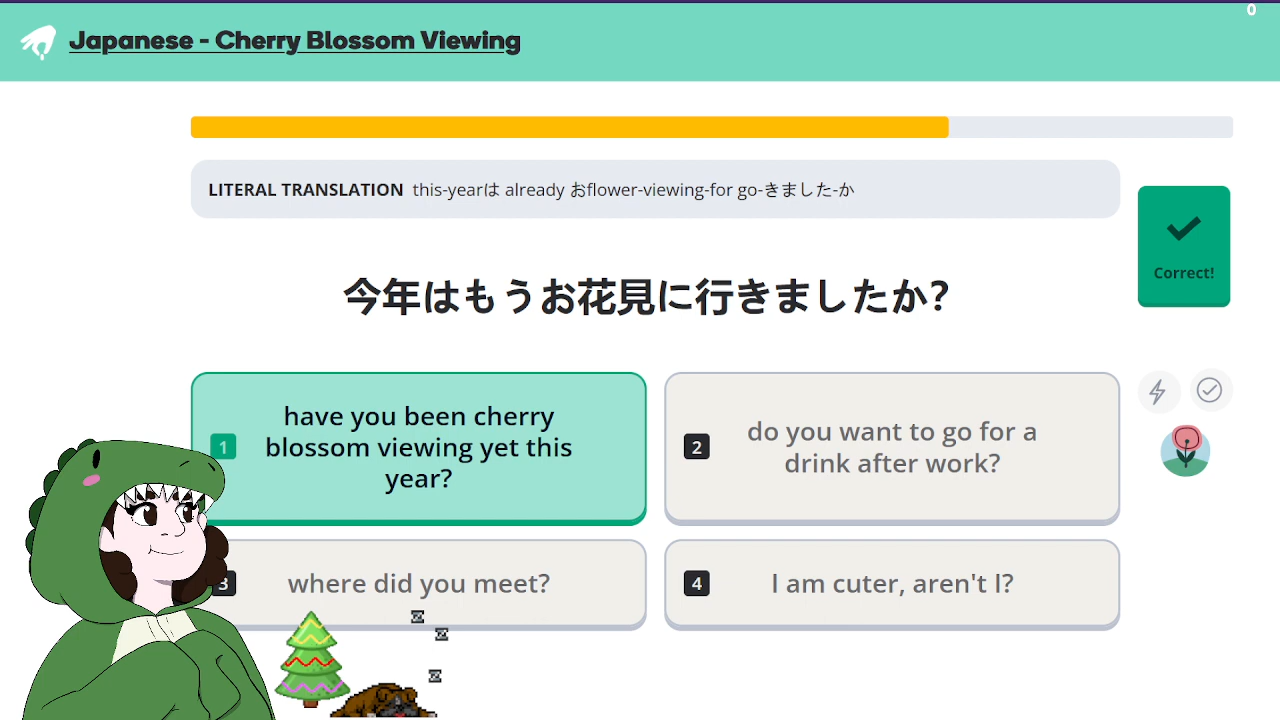 0
Japanese - Cherry Blossom Viewing
LITERAL TRANSLATION this-yearは already おflower-viewing-for go-きました-か
Correct!
今年はもうお花見に行きましたか?
1
have you been cherry
blossom viewing yet this
year?
2
do you want to go for a
drink after work?
3
where did you meet?
4
I am cuter, aren't I?
Z
Z
Z